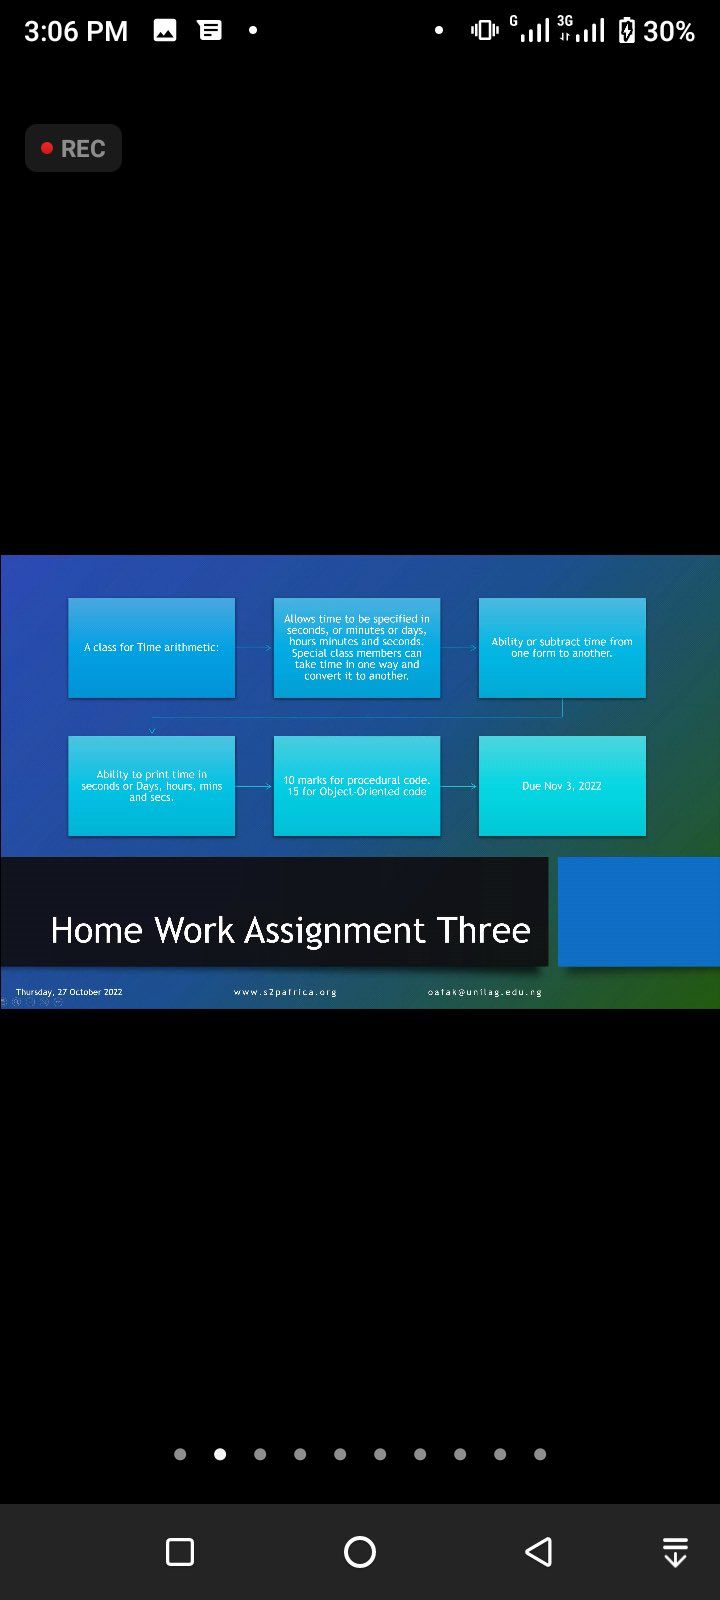 3:06 PM
G
3G
30%
REC
A class for Time arithmetic:
Allows time to be specified in
seconds, or minutes or days,
hours minutes and seconds.
Special class members can
take time in one way and
convert it to another.
Ability or subtract time from
one form to another.
Ability to print time in
seconds or Days, hours, mins
and secs.
10 marks for procedural code.
15 for Object-Oriented code
Due Nov 3, 2022
Home Work Assignment Three
Thursday, 27 October 2022
www.s2pafrica.org
oafak@unilag.edu.ng